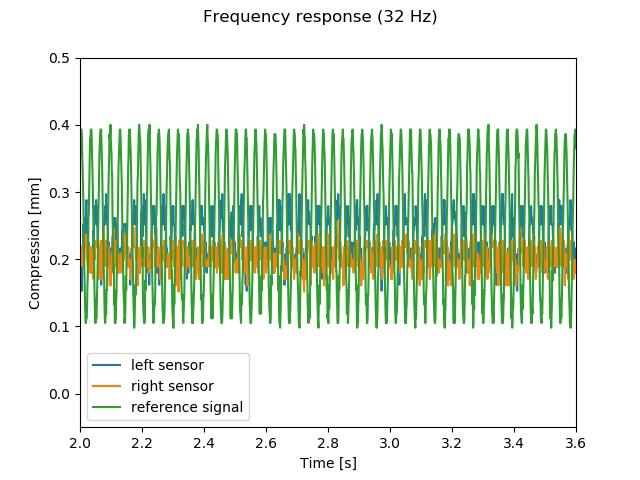 Frequency response (32 Hz)
0.5
0.4
0.3
0.2
0.1
0.0
Compression [mm]
left sensor
right sensor
reference signal
2.0 2.2 2.4 2.6 2.8 3.0 3.2 3.4 3.6
Time [s]